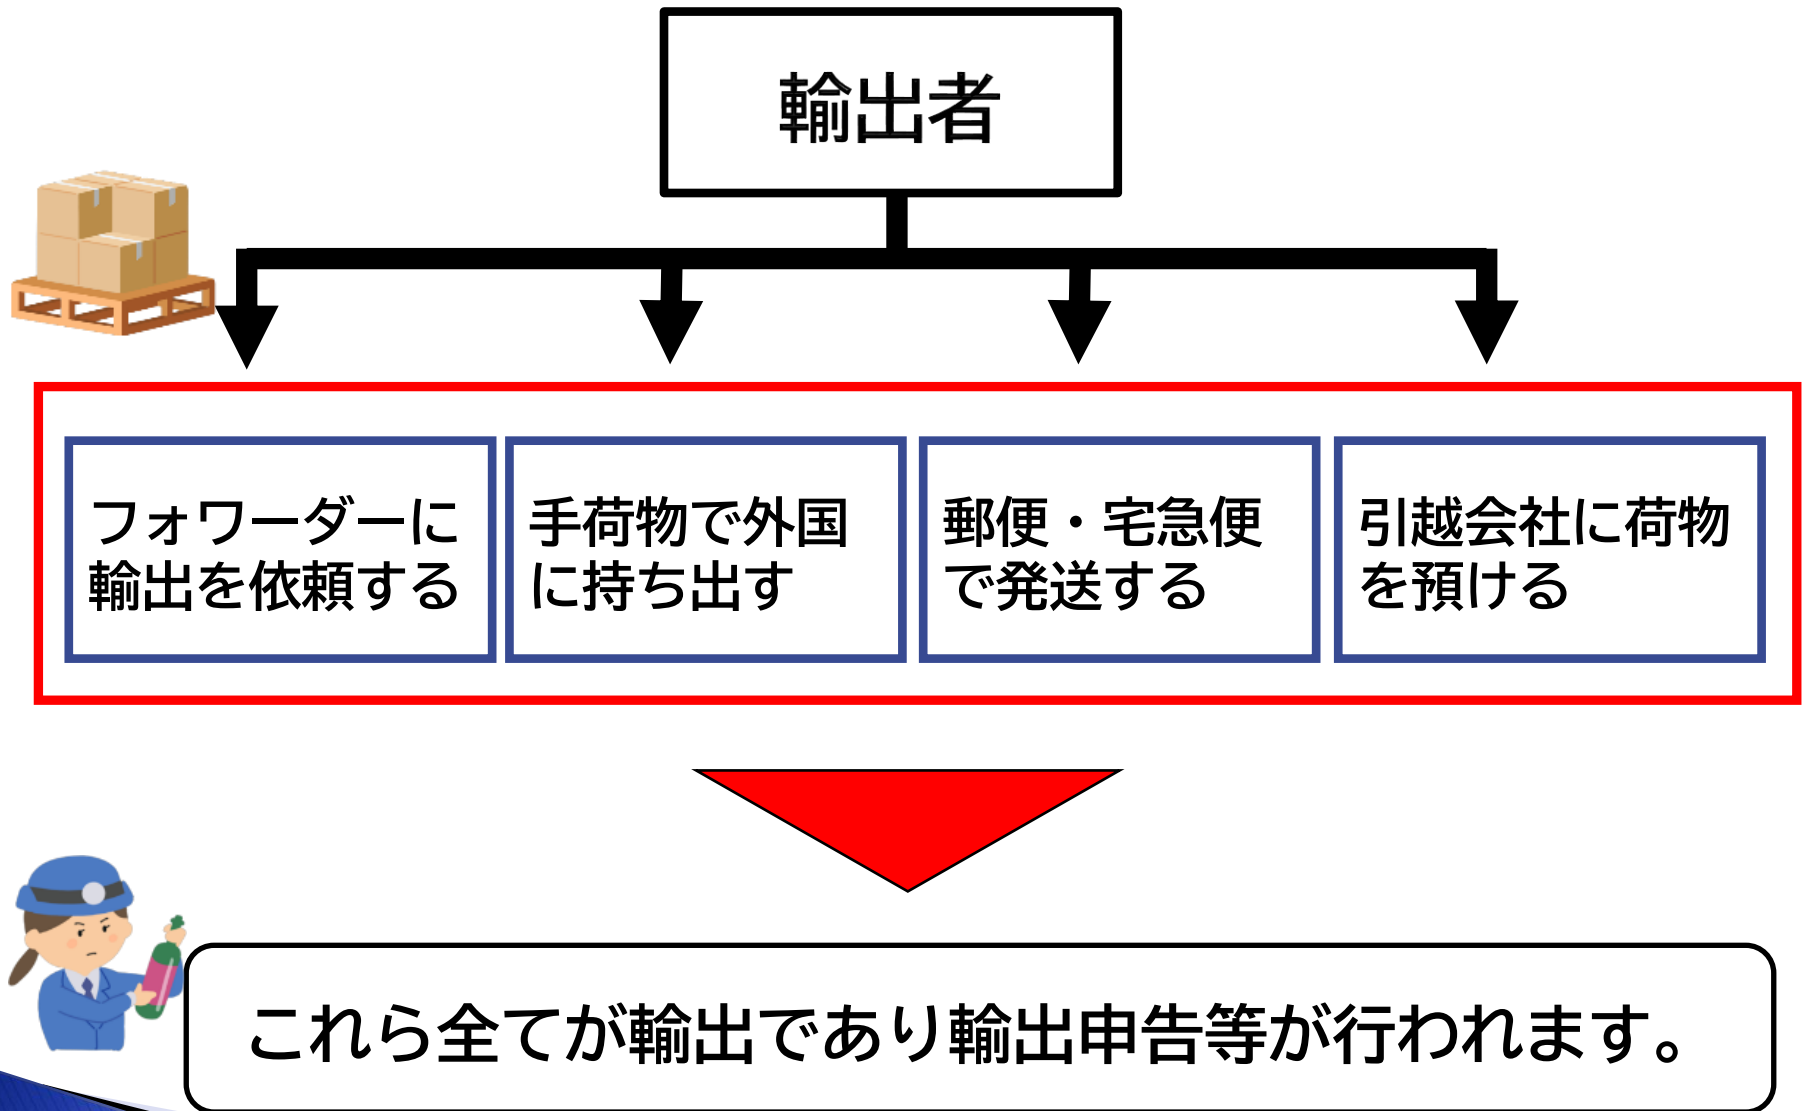 輸出者
フォワーダーに
輸出を依頼する
手荷物で外国
に持ち出す
郵便・宅急便
で発送する
引越会社に荷物
を預ける
これら全てが輸出であり輸出申告等が行われます。